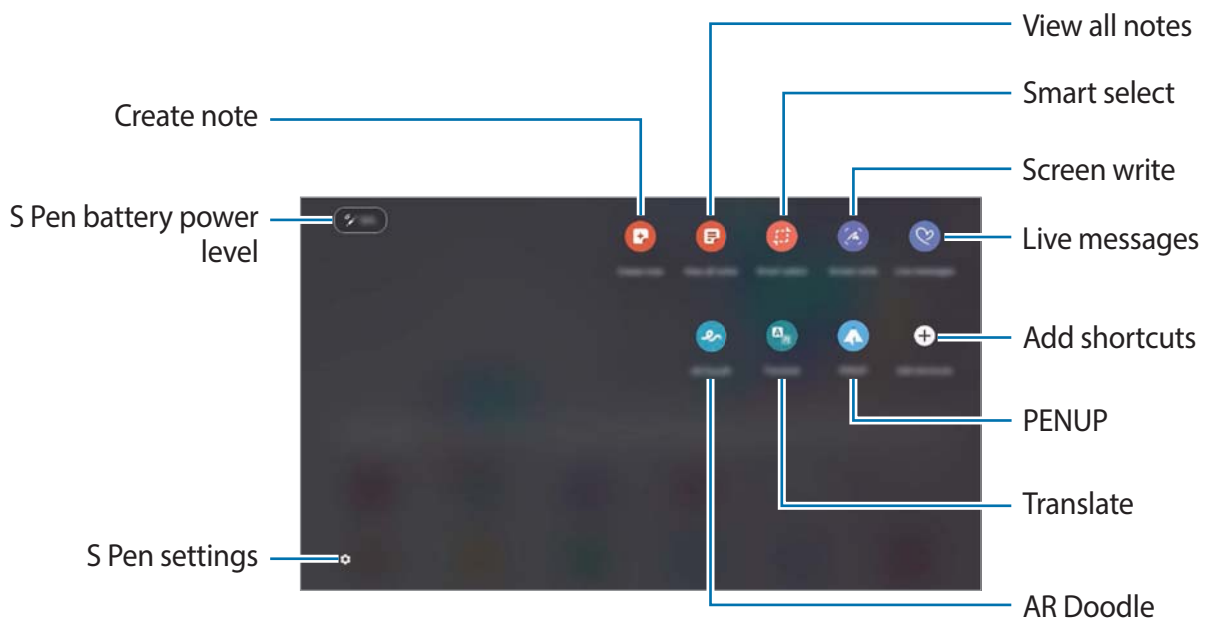 View all notes
Smart select
Create note
Screen write
S Pen battery power
level
Live messages
Add shortcuts
PENUP
Translate
S Pen settings
AR Doodle